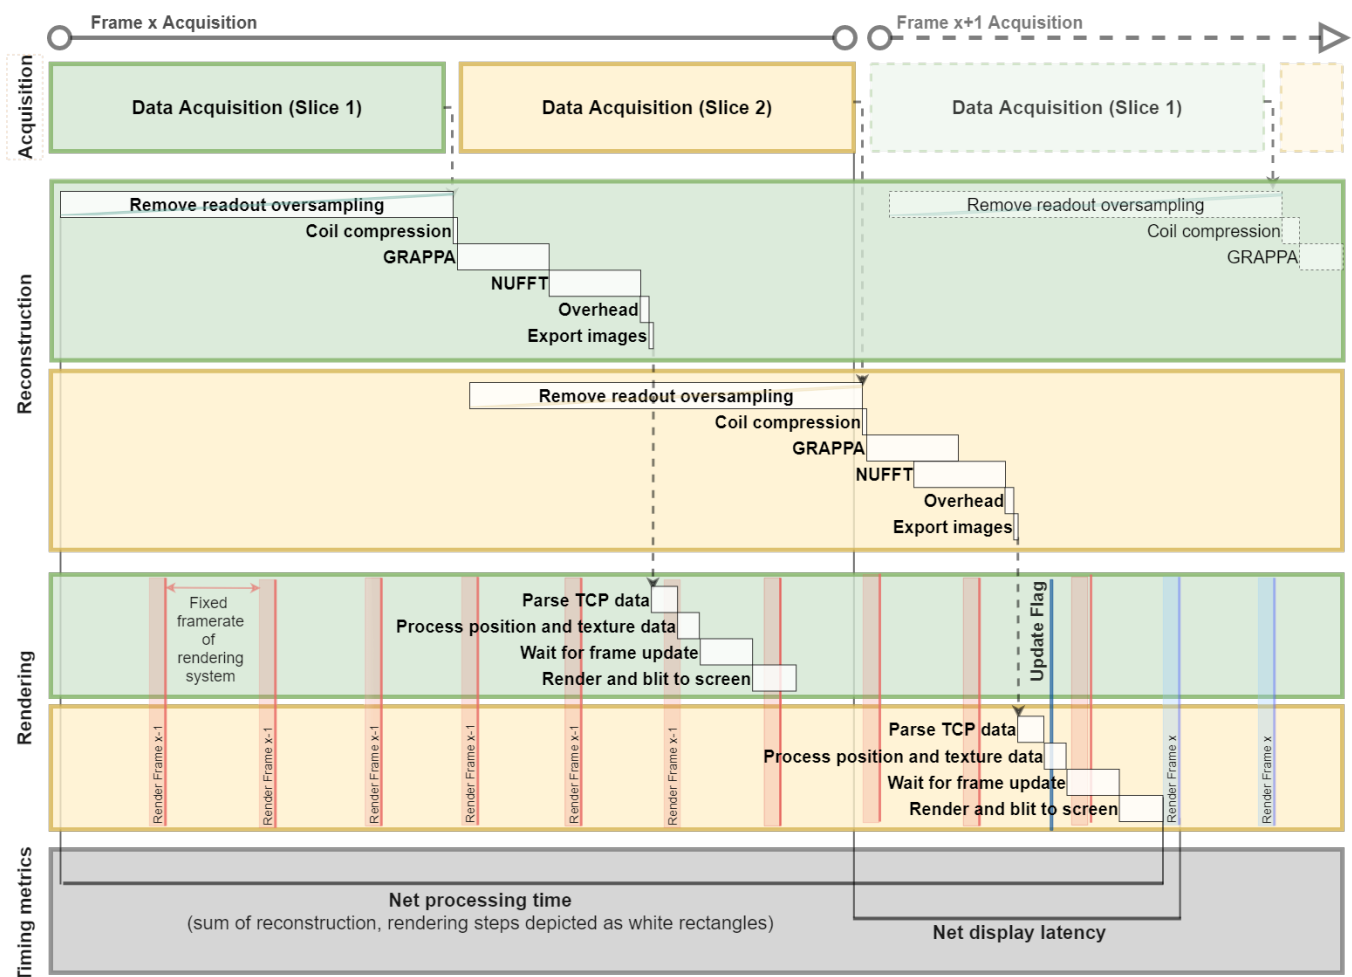 Frame x Acquisition
Frame x+1 Acquisition
Acquisition
Data Acquisition (Slice 1)
Data Acquisition (Slice 2)
Data Acquisition (Slice 1)
Reconstruction
Remove readout oversampling
Coil compression
GRAPPA
NUFFT
Overhead
Export images
Remove readout oversampling
Coil compression
GRAPPA
Remove readout oversampling
Coil compression
GRAPPA
NUFFT
Overhead
Export images
Rendering
Fixed
framerate
of
rendering
system
Parse TCP data
Process position and texture data
Wait for frame update
Render and blit to screen
Update Flag
Render Frame x-1
Render Frame x-1
Render Frame x-1
Render Frame x-1
Render Frame x-1
Render Frame x-1
Parse TCP data
Process position and texture data
Wait for frame update
Render and blit to screen
Render Frame x
Render Frame x
Timing metrics
Net processing time
(sum of reconstruction, rendering steps depicted as white rectangles)
Net display latency